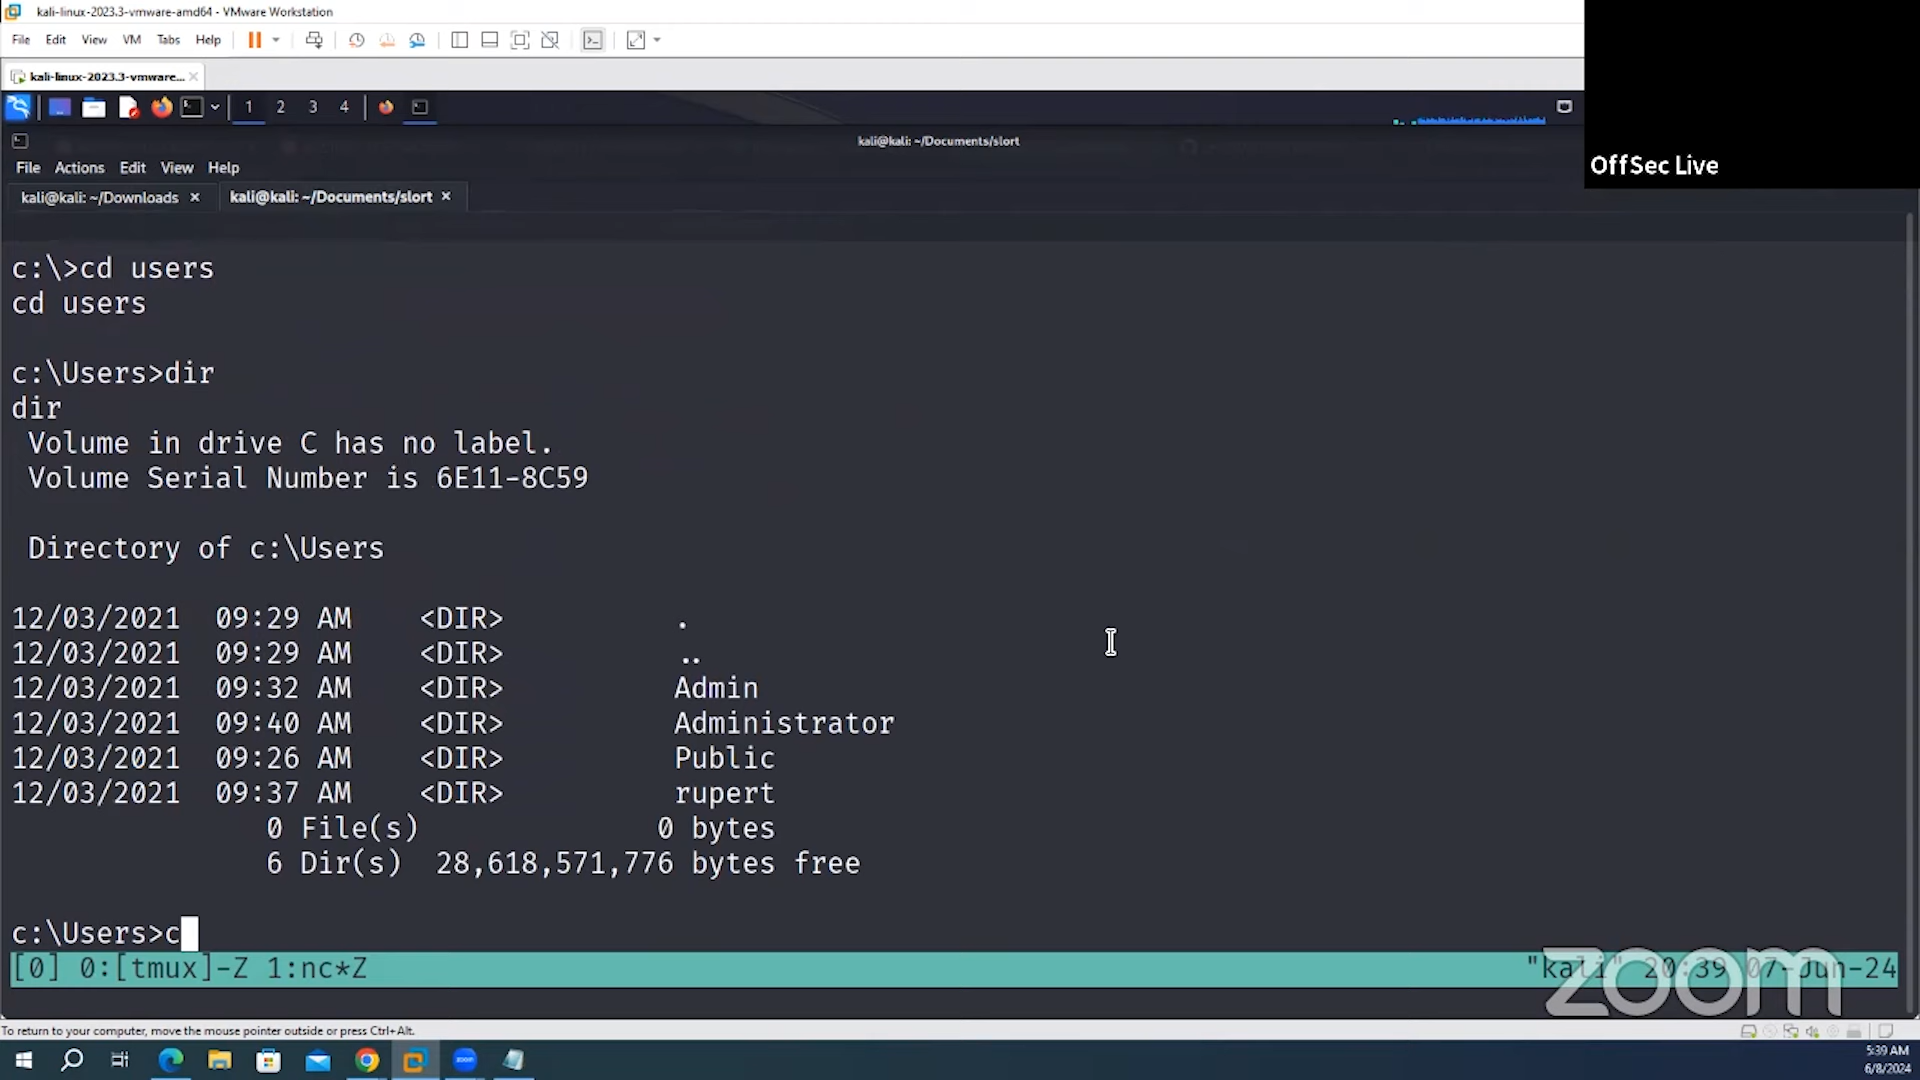 kali-linux-2023.3-vmware-amd64 - VMware Workstation
File Edit View VM Tabs Help
kali-linux-2023.3-vmware...
1 2 3 4
kali@kali: ~/Documents/slort
OffSec Live
File Actions Edit View Help
kali@kali: ~/Downloads
kali@kali: ~/Documents/slort
c:\>cd users
cd users
c:\Users>dir
dir
Volume in drive C has no label.
Volume Serial Number is 6E11-8C59
Directory of c:\Users
12/03/2021 09:29 AM <DIR> .
12/03/2021 09:29 AM <DIR> ..
12/03/2021 09:32 AM <DIR> Admin
12/03/2021 09:40 AM <DIR> Administrator
12/03/2021 09:26 AM <DIR> Public
12/03/2021 09:37 AM <DIR> rupert
0 File(s) 0 bytes
6 Dir(s) 28,618,571,776 bytes free
c:\Users>c
[0] 0:[tmux]-Z 1:nc*Z "kali" 20:39 07-Jun-24
zoom
To return to your computer, move the mouse pointer outside or press Ctrl+Alt.
zoom
5:39 AM
6/8/2024